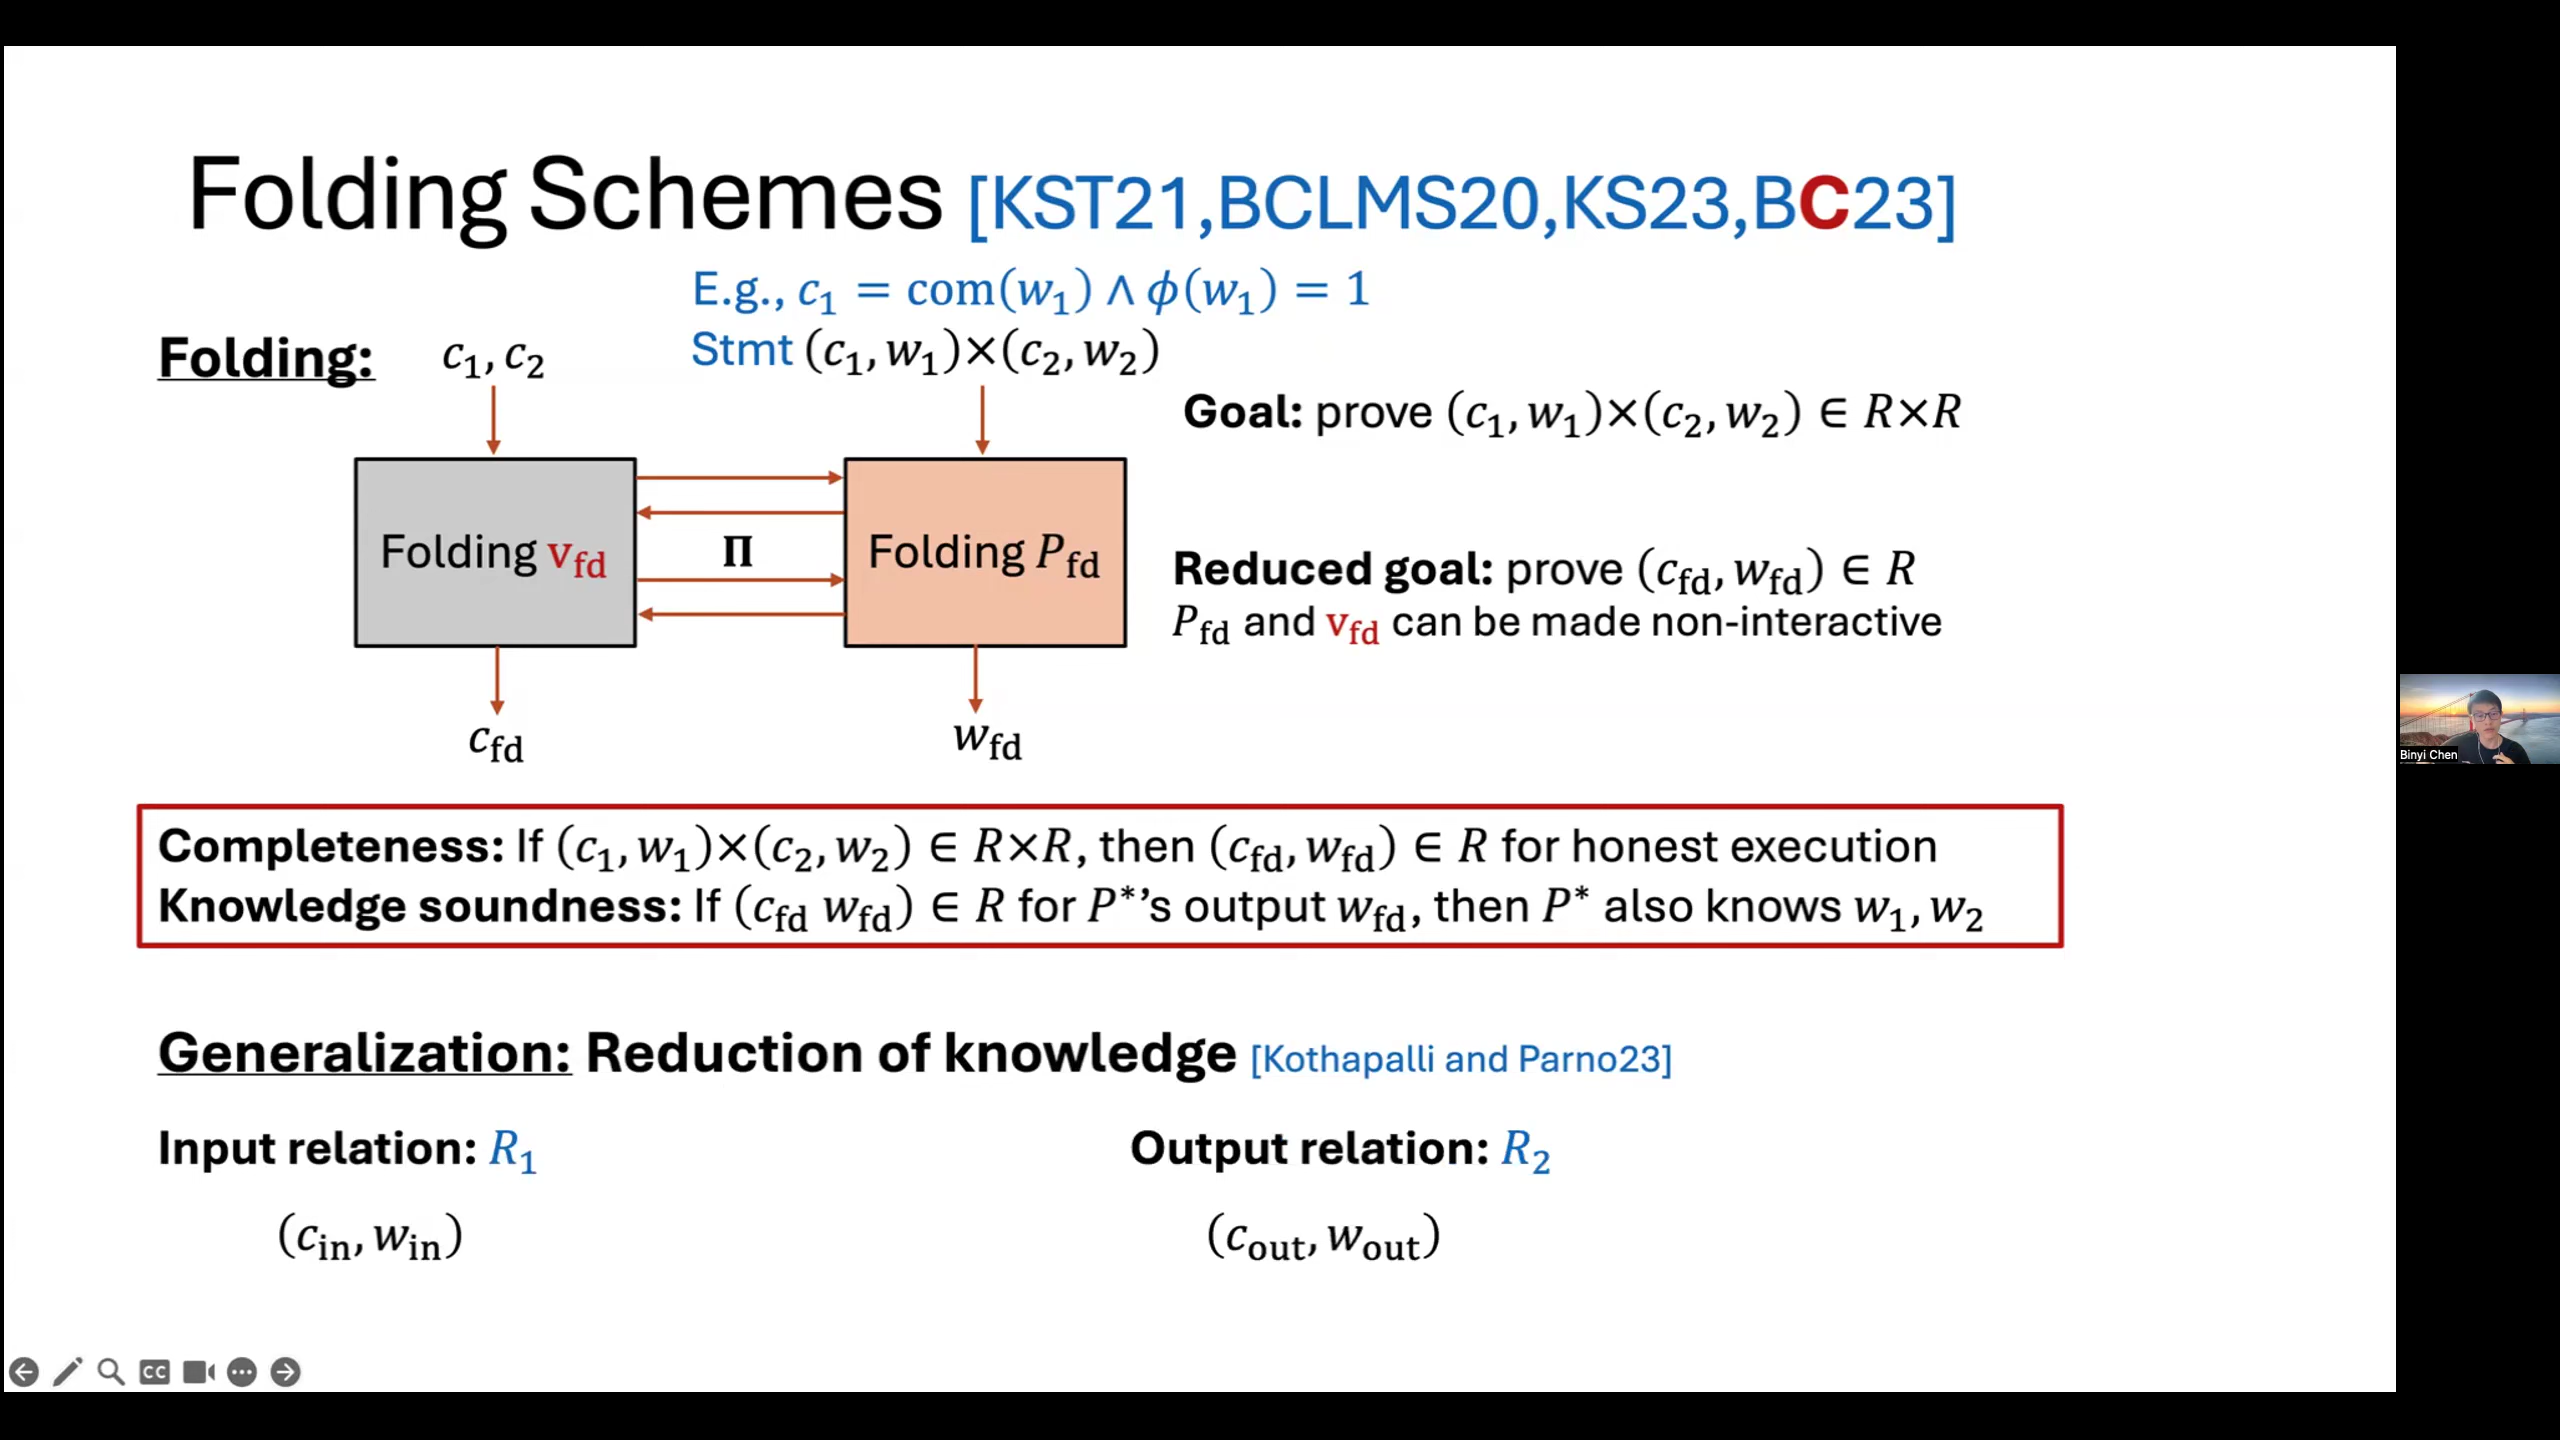 Folding Schemes [KST21,BCLMS20,KS23,BC23]
E.g., c₁ = com(w₁) ∧ ϕ(w₁) = 1
Folding: c₁, c₂
Stmt (c₁, w₁)×(c₂, w₂)
Goal: prove (c₁, w₁)×(c₂, w₂) ∈ R×R
Folding v_fd
Π
Folding P_fd
Reduced goal: prove (c_fd, w_fd) ∈ R
P_fd and v_fd can be made non-interactive
c_fd
w_fd
Completeness: If (c₁, w₁)×(c₂, w₂) ∈ R×R, then (c_fd, w_fd) ∈ R for honest execution
Knowledge soundness: If (c_fd w_fd) ∈ R for P*'s output w_fd, then P* also knows w₁, w₂
Generalization: Reduction of knowledge [Kothapalli and Parno23]
Input relation: R₁
Output relation: R₂
(c_in, w_in)
(c_out, w_out)
CC
Binyi Chen